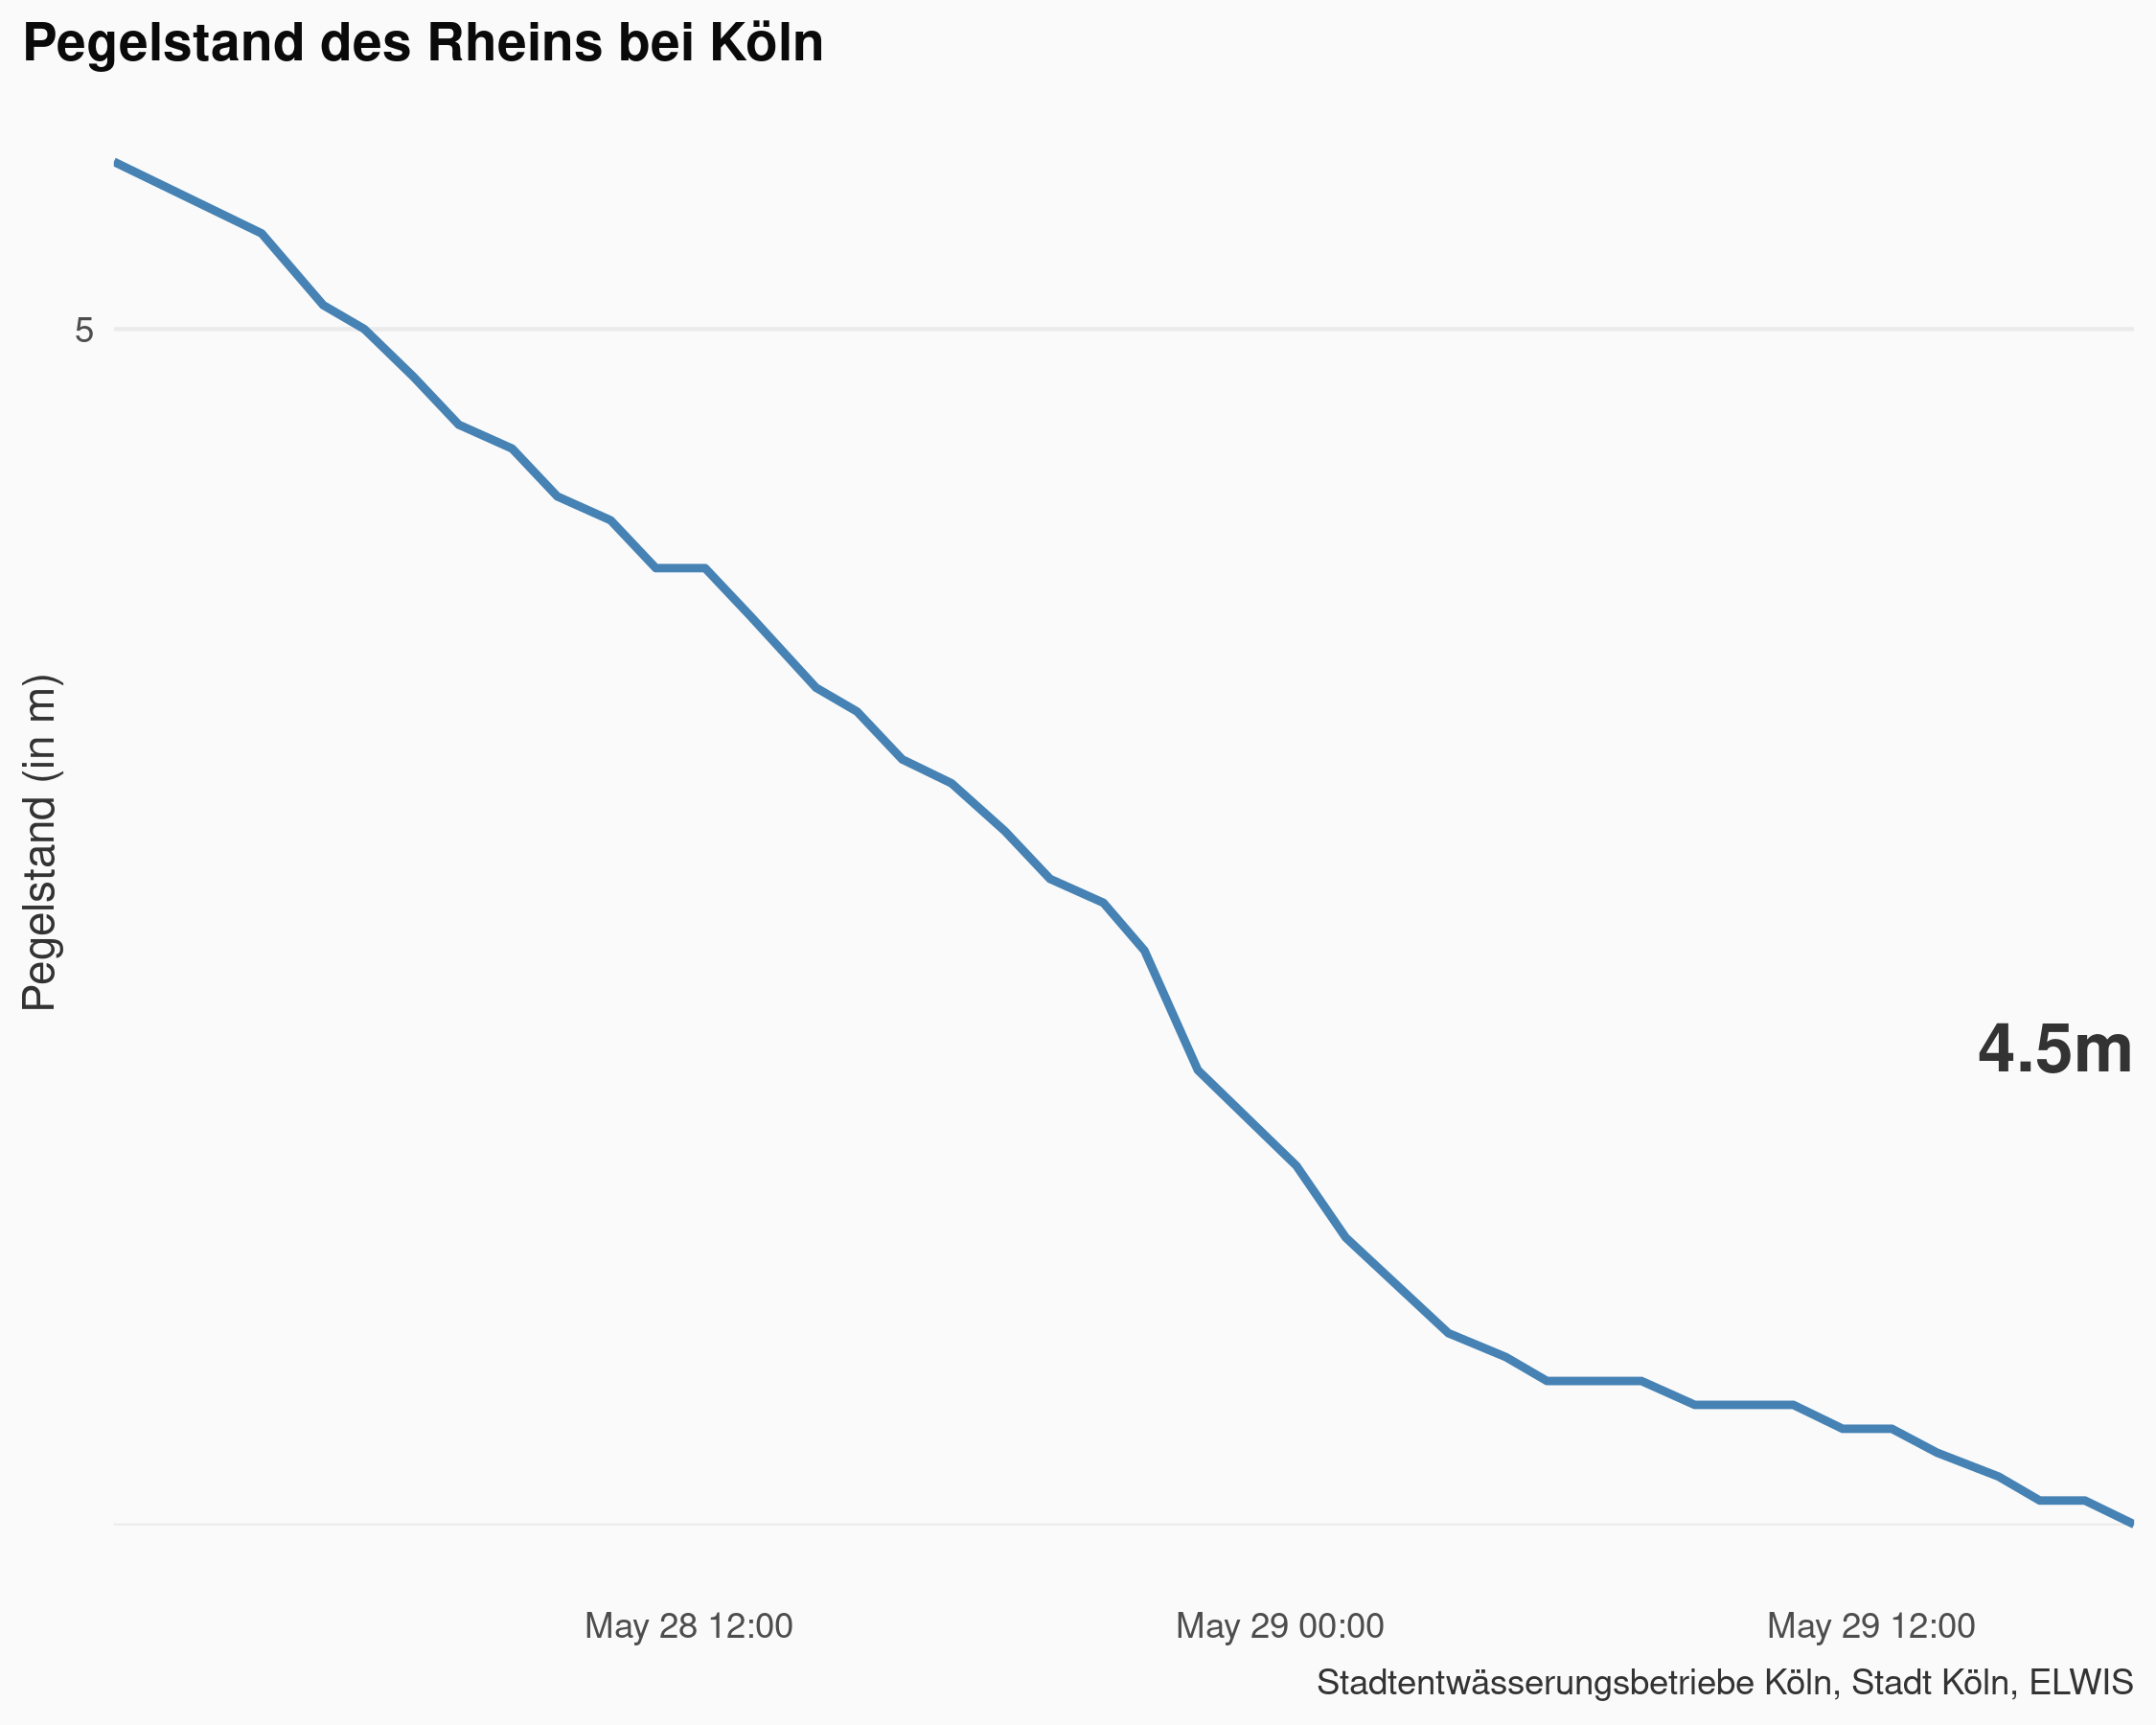 Pegelstand des Rheins bei Köln
5
Pegelstand (in m)
4.5m
May 28 12:00
May 29 00:00
May 29 12:00
Stadtentwässerungsbetriebe Köln, Stadt Köln, ELWIS